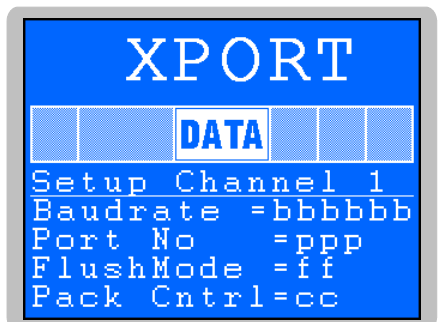 XPORT
DATA
Setup Channel 1
Baudrate =bbbbbb
Port No =ppp
FlushMode =ff
Pack Cntrl=cc